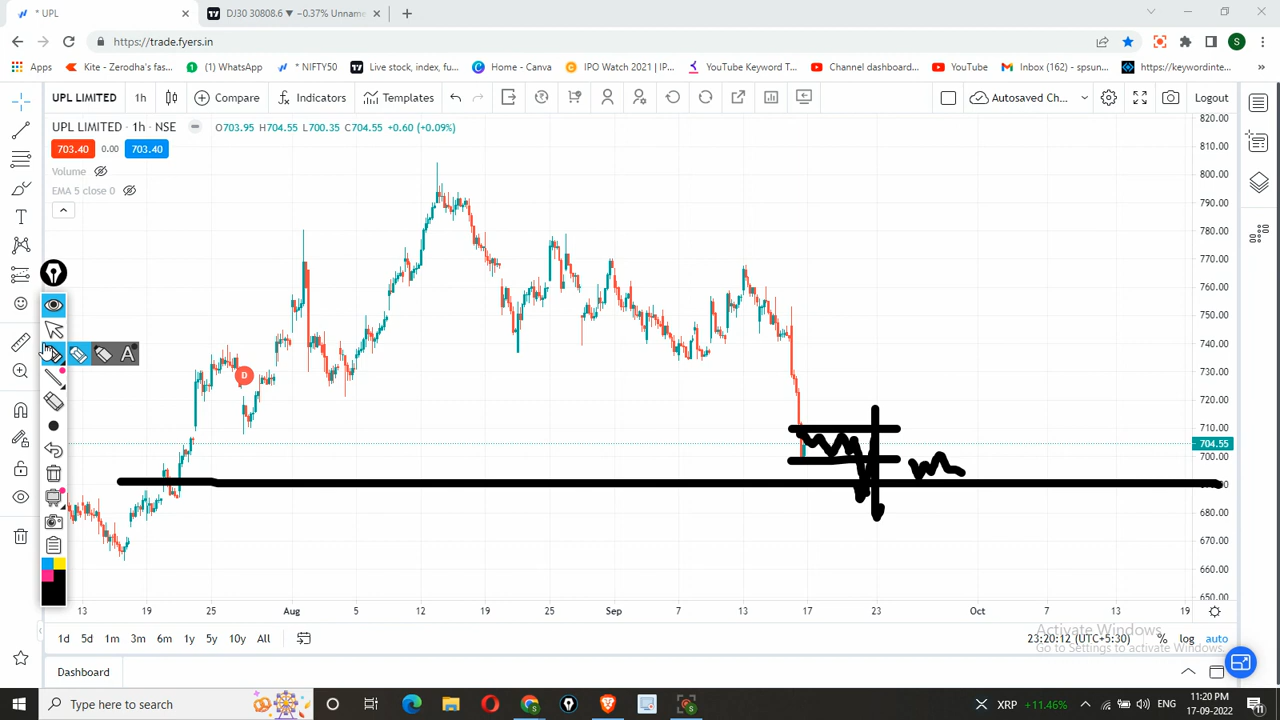 * UPL
DJ30 30808.6 ▼ −0.37% Unname
https://trade.fyers.in
S
Apps
Kite - Zerodha's fas...
(1) WhatsApp
* NIFTY50
Live stock, index, fu...
Home - Canva
IPO Watch 2021 | IP...
YouTube Keyword T...
Channel dashboard...
YouTube
Inbox (162) - spsun...
https://keywordinte...
UPL LIMITED
1h
Compare
Indicators
Templates
Autosaved Ch...
Logout
UPL LIMITED · 1h · NSE
O703.95 H704.55 L700.35 C704.55 +0.60 (+0.09%)
703.40 0.00 703.40
Volume
EMA 5 close 0
D
A
820.00
810.00
800.00
790.00
780.00
770.00
760.00
750.00
740.00
730.00
720.00
710.00
704.55
700.00
680.00
670.00
660.00
650.00
13 19 25 Aug 5 12 19 25 Sep 7 13 17 23 Oct 7 13 19
1d 5d 1m 3m 6m 1y 5y 10y All
23:20:12 (UTC+5:30) % log auto
Activate Windows
Go to Settings to activate Windows.
Dashboard
Type here to search
XRP +11.46%
ENG
11:20 PM
17-09-2022